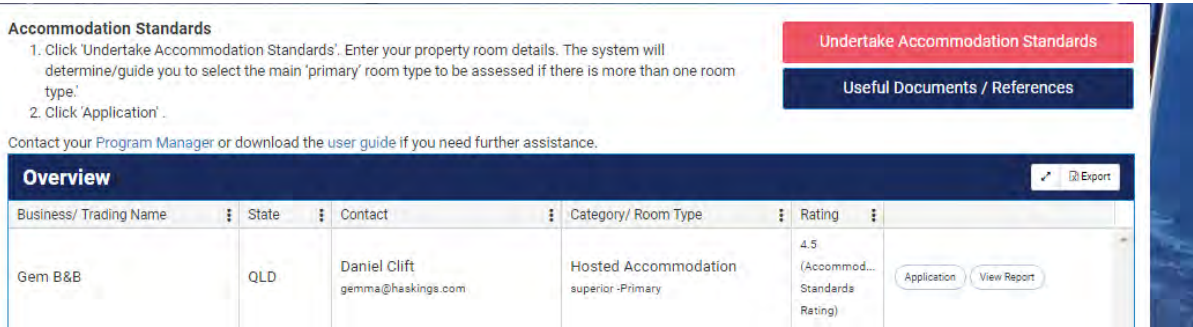 Accommodation Standards
1. Click 'Undertake Accommodation Standards'. Enter your property room details. The system will
determine/guide you to select the main 'primary' room type to be assessed if there is more than one room
type.'
2. Click 'Application' .
Undertake Accommodation Standards
Useful Documents / References
Contact your Program Manager or download the user guide if you need further assistance.
Overview
Export
Business/ Trading Name State Contact Category/ Room Type Rating
Gem B&B
QLD
Daniel Clift
gemma@haskings.com
Hosted Accommodation
superior -Primary
4.5
(Accommod...
Standards
Rating)
Application View Report